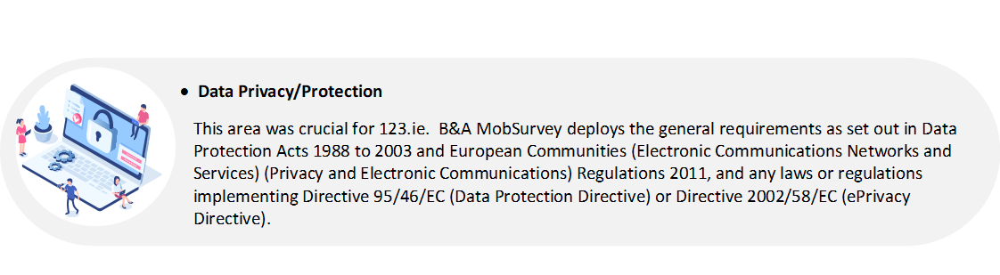 • Data Privacy/Protection
This area was crucial for 123.ie.  B&A MobSurvey deploys the general requirements as set out in Data
Protection Acts 1988 to 2003 and European Communities (Electronic Communications Networks and
Services) (Privacy and Electronic Communications) Regulations 2011, and any laws or regulations
implementing Directive 95/46/EC (Data Protection Directive) or Directive 2002/58/EC (ePrivacy
Directive).